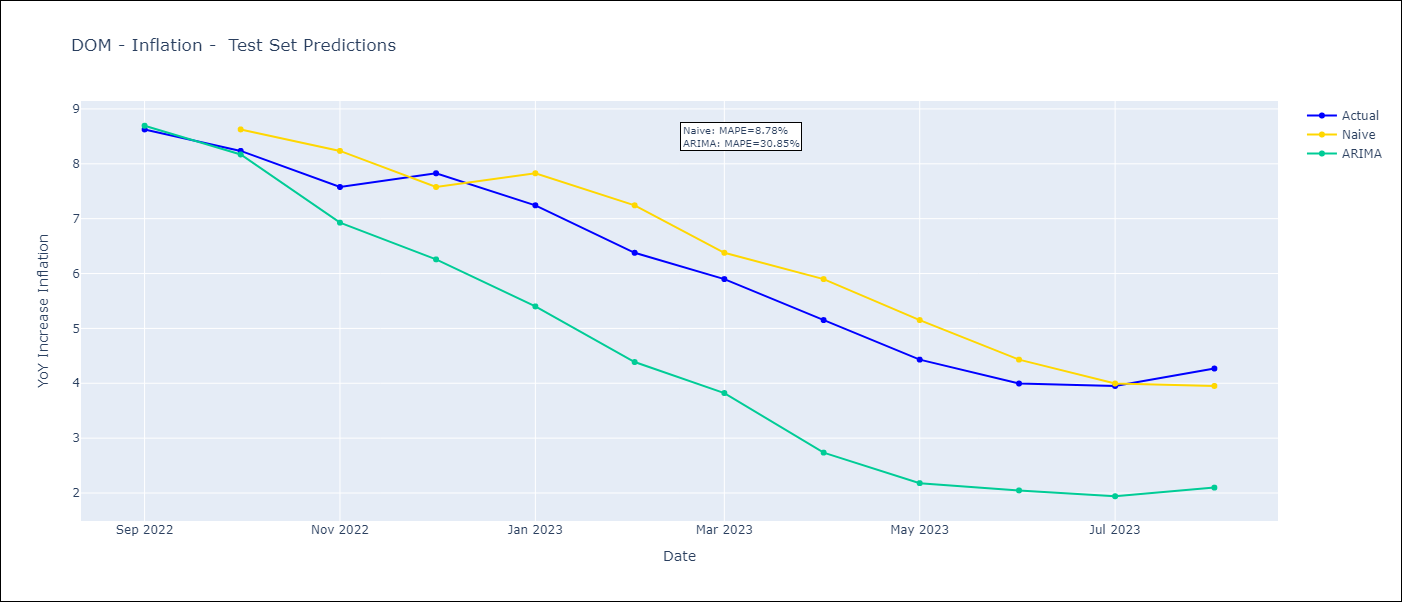 DOM - Inflation -  Test Set Predictions
9
8
7
6
5
4
3
2
YoY Increase Inflation
Naive: MAPE=8.78%
ARIMA: MAPE=30.85%
Actual
Naive
ARIMA
Sep 2022
Nov 2022
Jan 2023
Mar 2023
May 2023
Jul 2023
Date